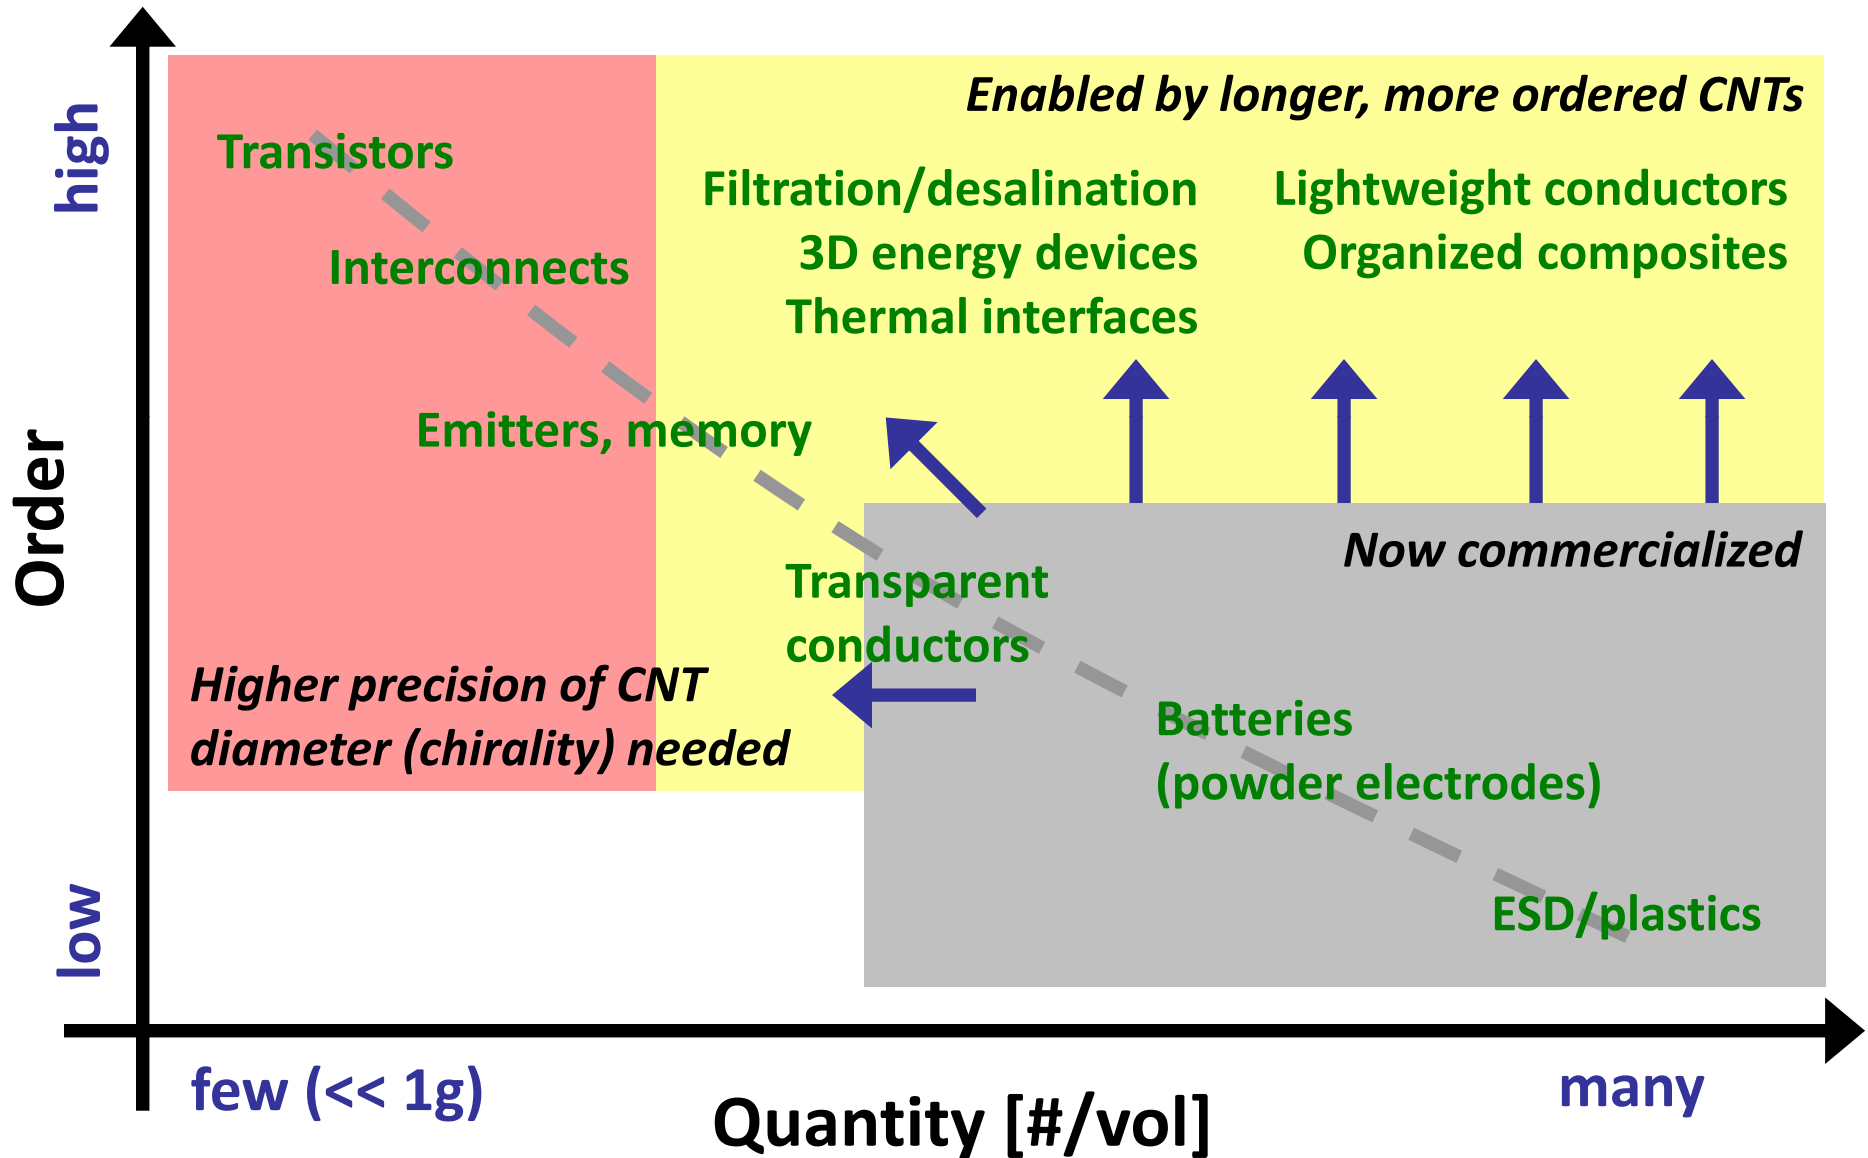 high
Order
low
Enabled by longer, more ordered CNTs
Transistors
Interconnects
Emitters, memory
Filtration/desalination
3D energy devices
Thermal interfaces
Lightweight conductors
Organized composites
Now commercialized
Transparent
conductors
Higher precision of CNT
diameter (chirality) needed
Batteries
(powder electrodes)
ESD/plastics
few (<< 1g)
Quantity [#/vol]
many